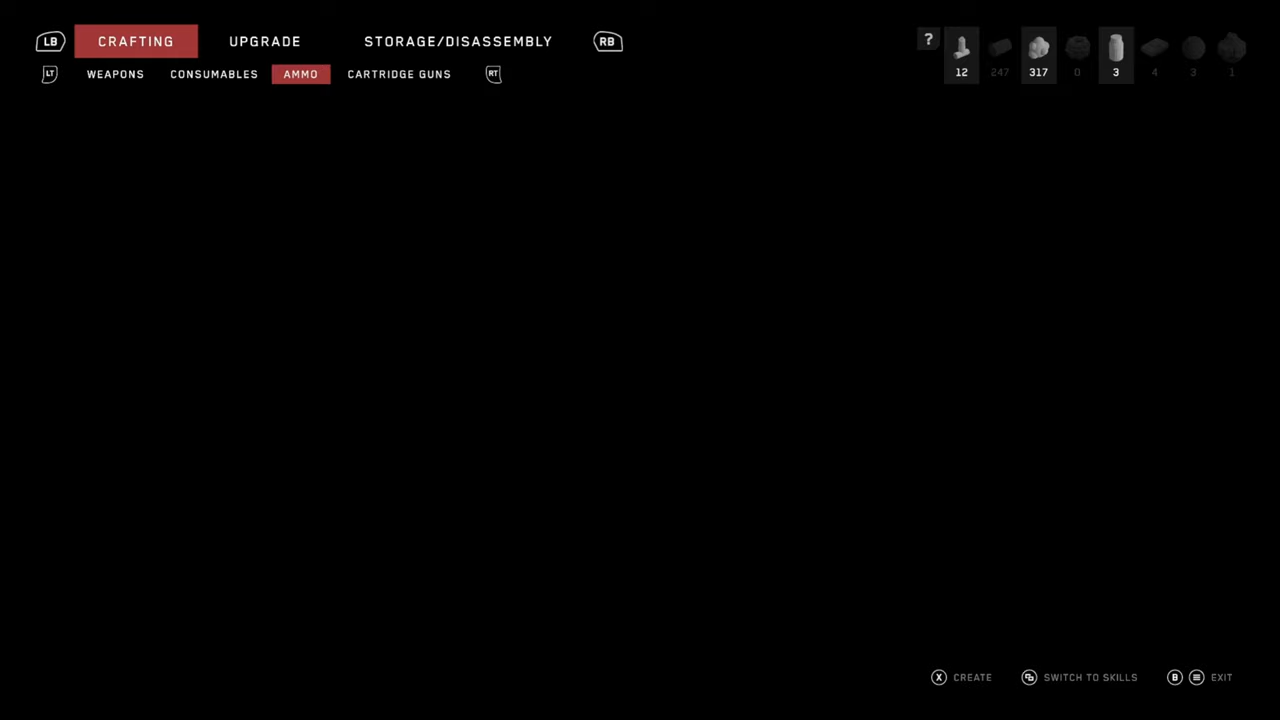 LB CRAFTING UPGRADE STORAGE/DISASSEMBLY RB
LT WEAPONS CONSUMABLES AMMO CARTRIDGE GUNS RT
?
12 247 317 0 3 4 3 1
X CREATE SWITCH TO SKILLS B EXIT